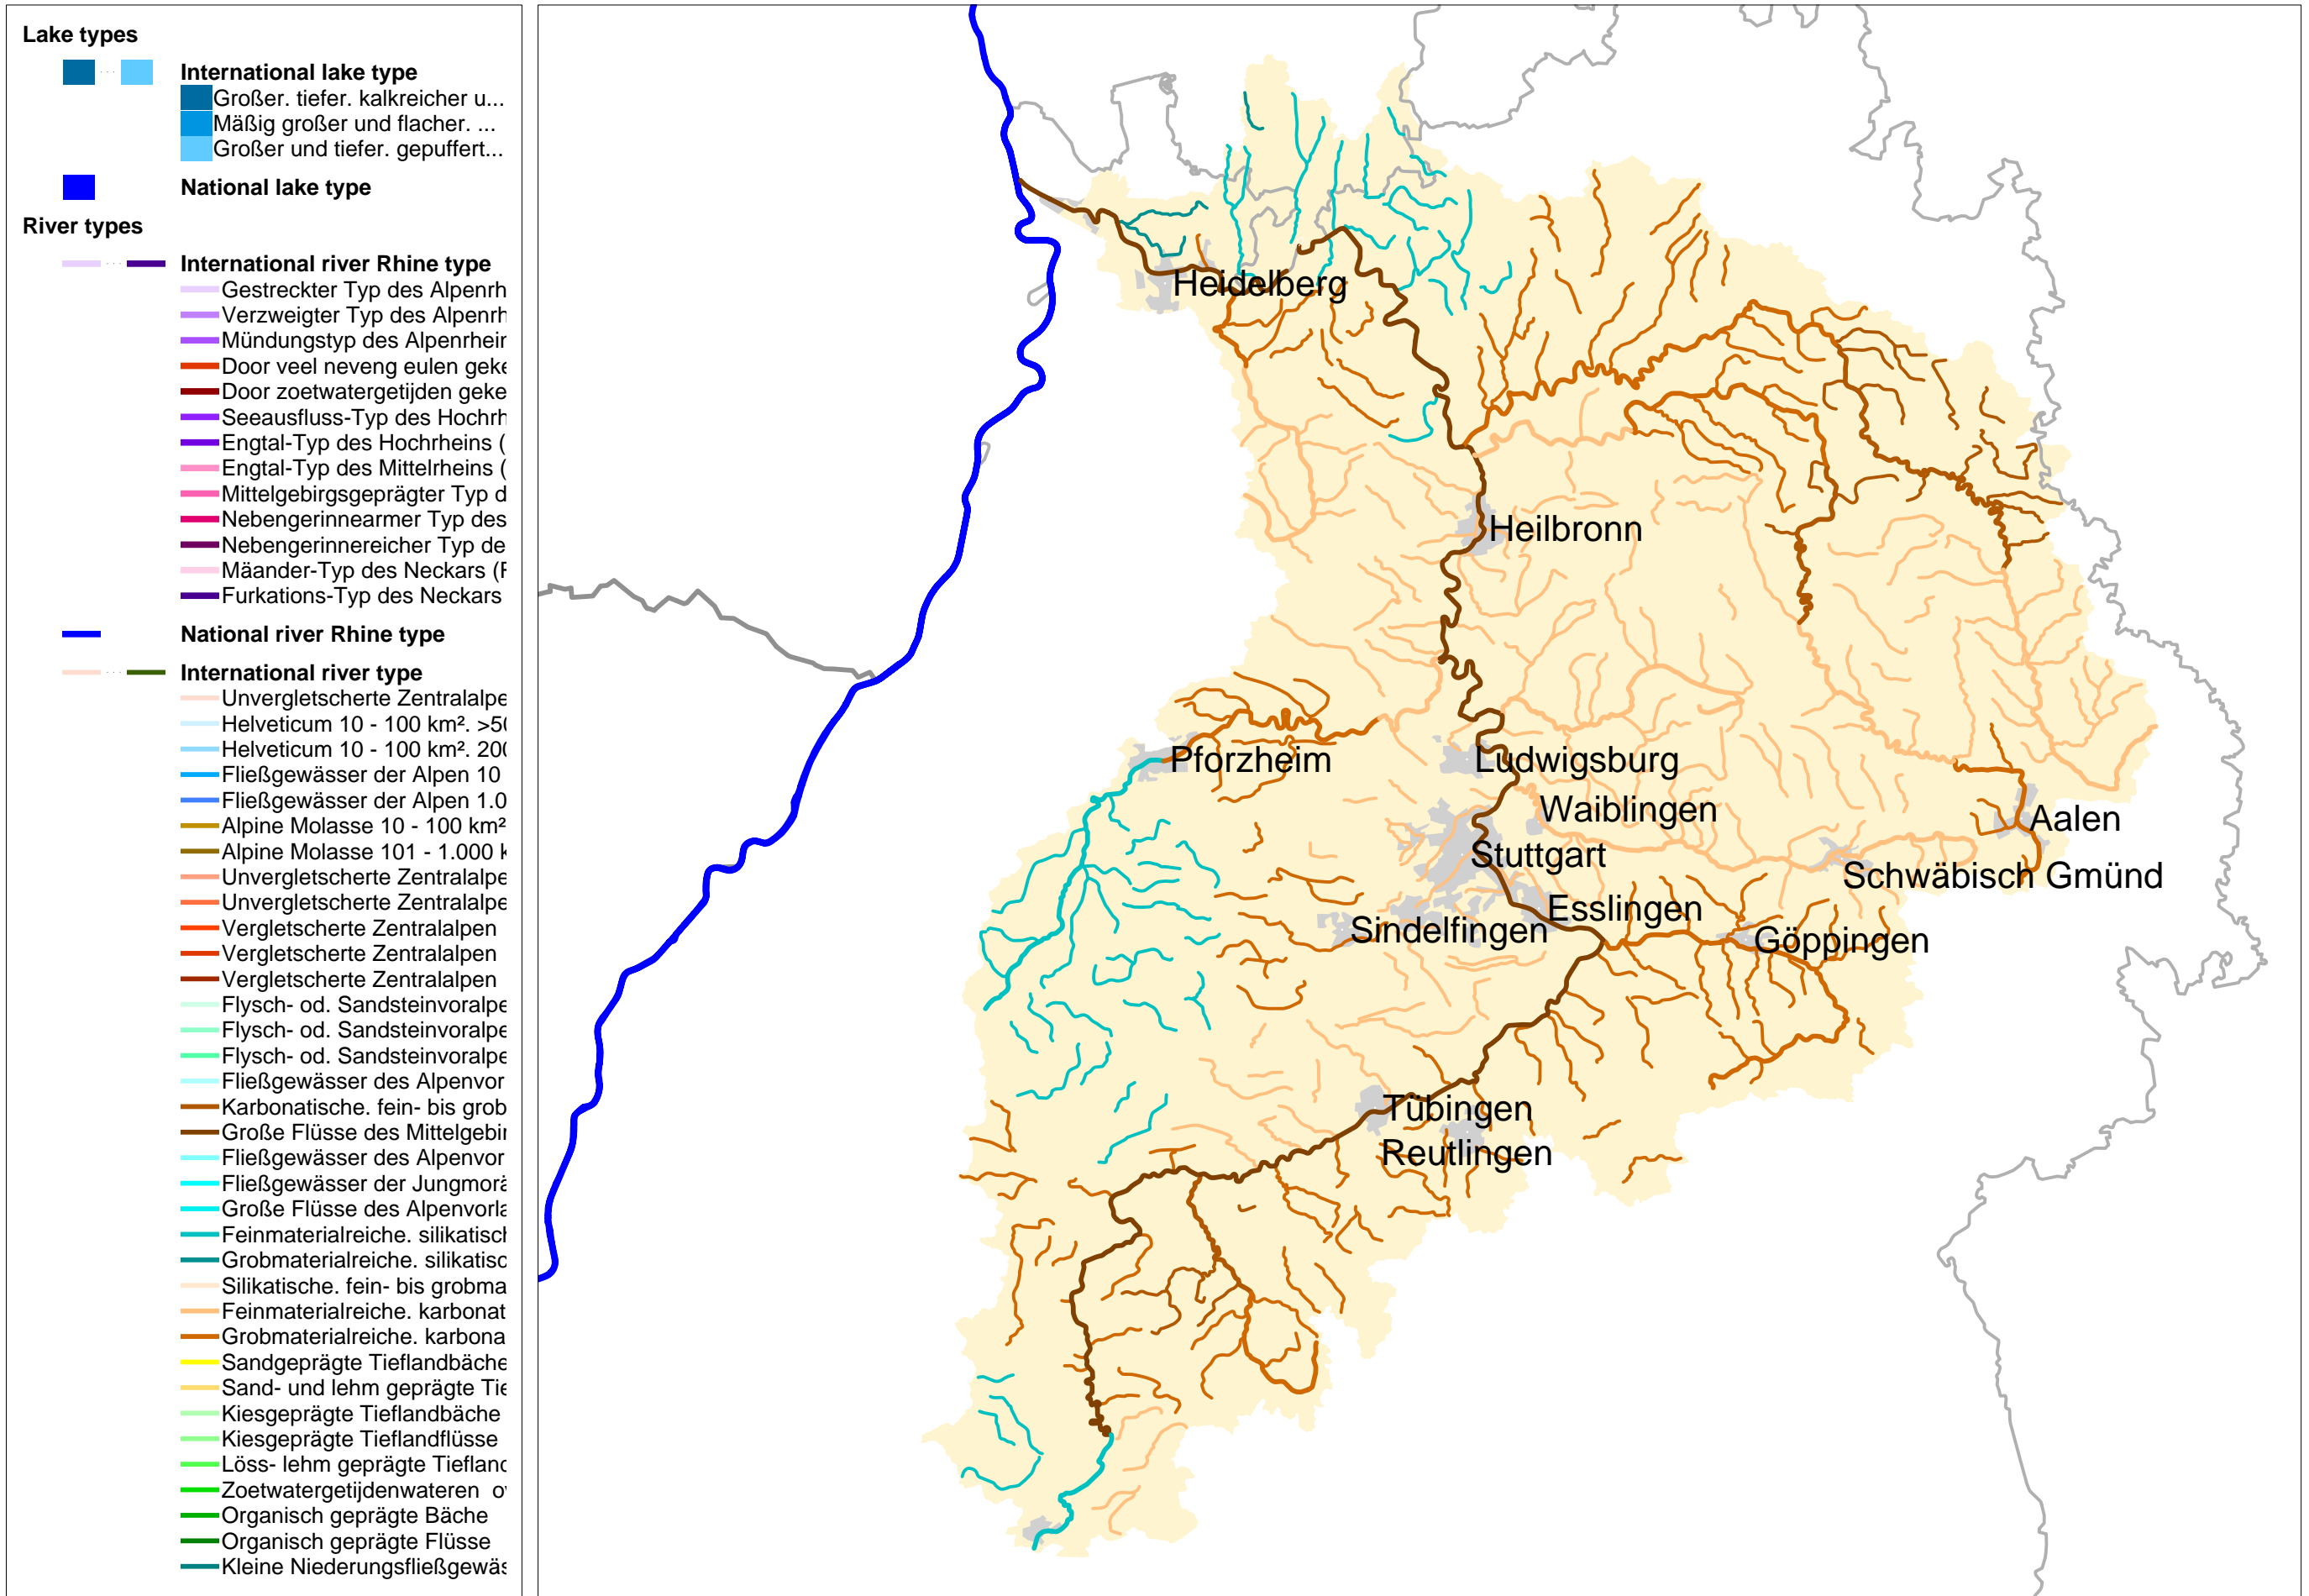 Lake types
International lake type
Großer. tiefer. kalkreicher u...
Mäßig großer und flacher. ...
Großer und tiefer. gepuffert...
National lake type
River types
International river Rhine type
Gestreckter Typ des Alpenrh
Verzweigter Typ des Alpenrh
Mündungstyp des Alpenrhein
Door veel neveng eulen geke
Door zoetwatergetijden geke
Seeausfluss-Typ des Hochrh
Engtal-Typ des Hochrheins (
Engtal-Typ des Mittelrheins (
Mittelgebirgsgeprägter Typ d
Nebengerinnearmer Typ des
Nebengerinnereicher Typ de
Mäander-Typ des Neckars (F
Furkations-Typ des Neckars
National river Rhine type
International river type
Unvergletscherte Zentralalpe
Helveticum 10 - 100 km². >50
Helveticum 10 - 100 km². 200
Fließgewässer der Alpen 10
Fließgewässer der Alpen 1.0
Alpine Molasse 10 - 100 km²
Alpine Molasse 101 - 1.000 k
Unvergletscherte Zentralalpe
Unvergletscherte Zentralalpe
Vergletscherte Zentralalpen
Vergletscherte Zentralalpen
Vergletscherte Zentralalpen
Flysch- od. Sandsteinvoralpe
Flysch- od. Sandsteinvoralpe
Flysch- od. Sandsteinvoralpe
Fließgewässer des Alpenvor
Karbonatische. fein- bis grob
Große Flüsse des Mittelgebir
Fließgewässer des Alpenvor
Fließgewässer der Jungmorä
Große Flüsse des Alpenvorla
Feinmaterialreiche. silikatisch
Grobmaterialreiche. silikatisc
Silikatische. fein- bis grobma
Feinmaterialreiche. karbonat
Grobmaterialreiche. karbona
Sandgeprägte Tieflandbäche
Sand- und lehm geprägte Tie
Kiesgeprägte Tieflandbäche
Kiesgeprägte Tieflandflüsse
Löss- lehm geprägte Tiefland
Zoetwatergetijdenwateren ov
Organisch geprägte Bäche
Organisch geprägte Flüsse
Kleine Niederungsfließgewäs
Heidelberg
Heilbronn
Pforzheim
Ludwigsburg
Waiblingen
Aalen
Stuttgart
Schwäbisch Gmünd
Esslingen
Sindelfingen
Göppingen
Tübingen
Reutlingen